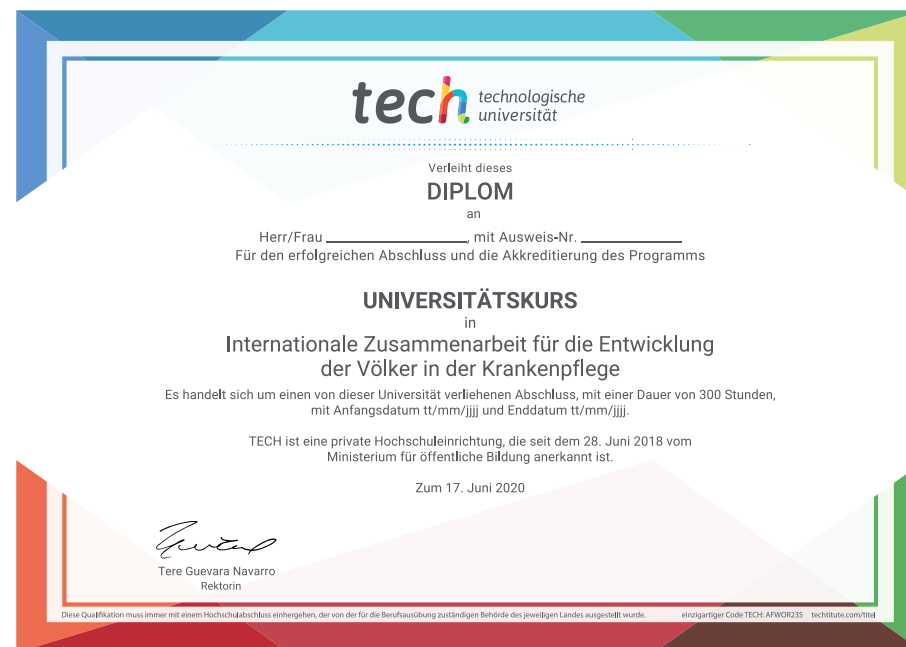 tech technologische
universität
Verleiht dieses
DIPLOM
an
Herr/Frau ____________________, mit Ausweis-Nr. ______________
Für den erfolgreichen Abschluss und die Akkreditierung des Programms
UNIVERSITÄTSKURS
in
Internationale Zusammenarbeit für die Entwicklung
der Völker in der Krankenpflege
Es handelt sich um einen von dieser Universität verliehenen Abschluss, mit einer Dauer von 300 Stunden,
mit Anfangsdatum tt/mm/jjjj und Enddatum tt/mm/jjjj.
TECH ist eine private Hochschuleinrichtung, die seit dem 28. Juni 2018 vom
Ministerium für öffentliche Bildung anerkannt ist.
Zum 17. Juni 2020
Tere Guevara Navarro
Rektorin
Diese Qualifikation muss immer mit einem Hochschulabschluss einhergehen, der von der für die Berufsausübung zuständigen Behörde des jeweiligen Landes ausgestellt wurde. einzigartiger Code TECH: AFWOR23S techtitute.com/titel